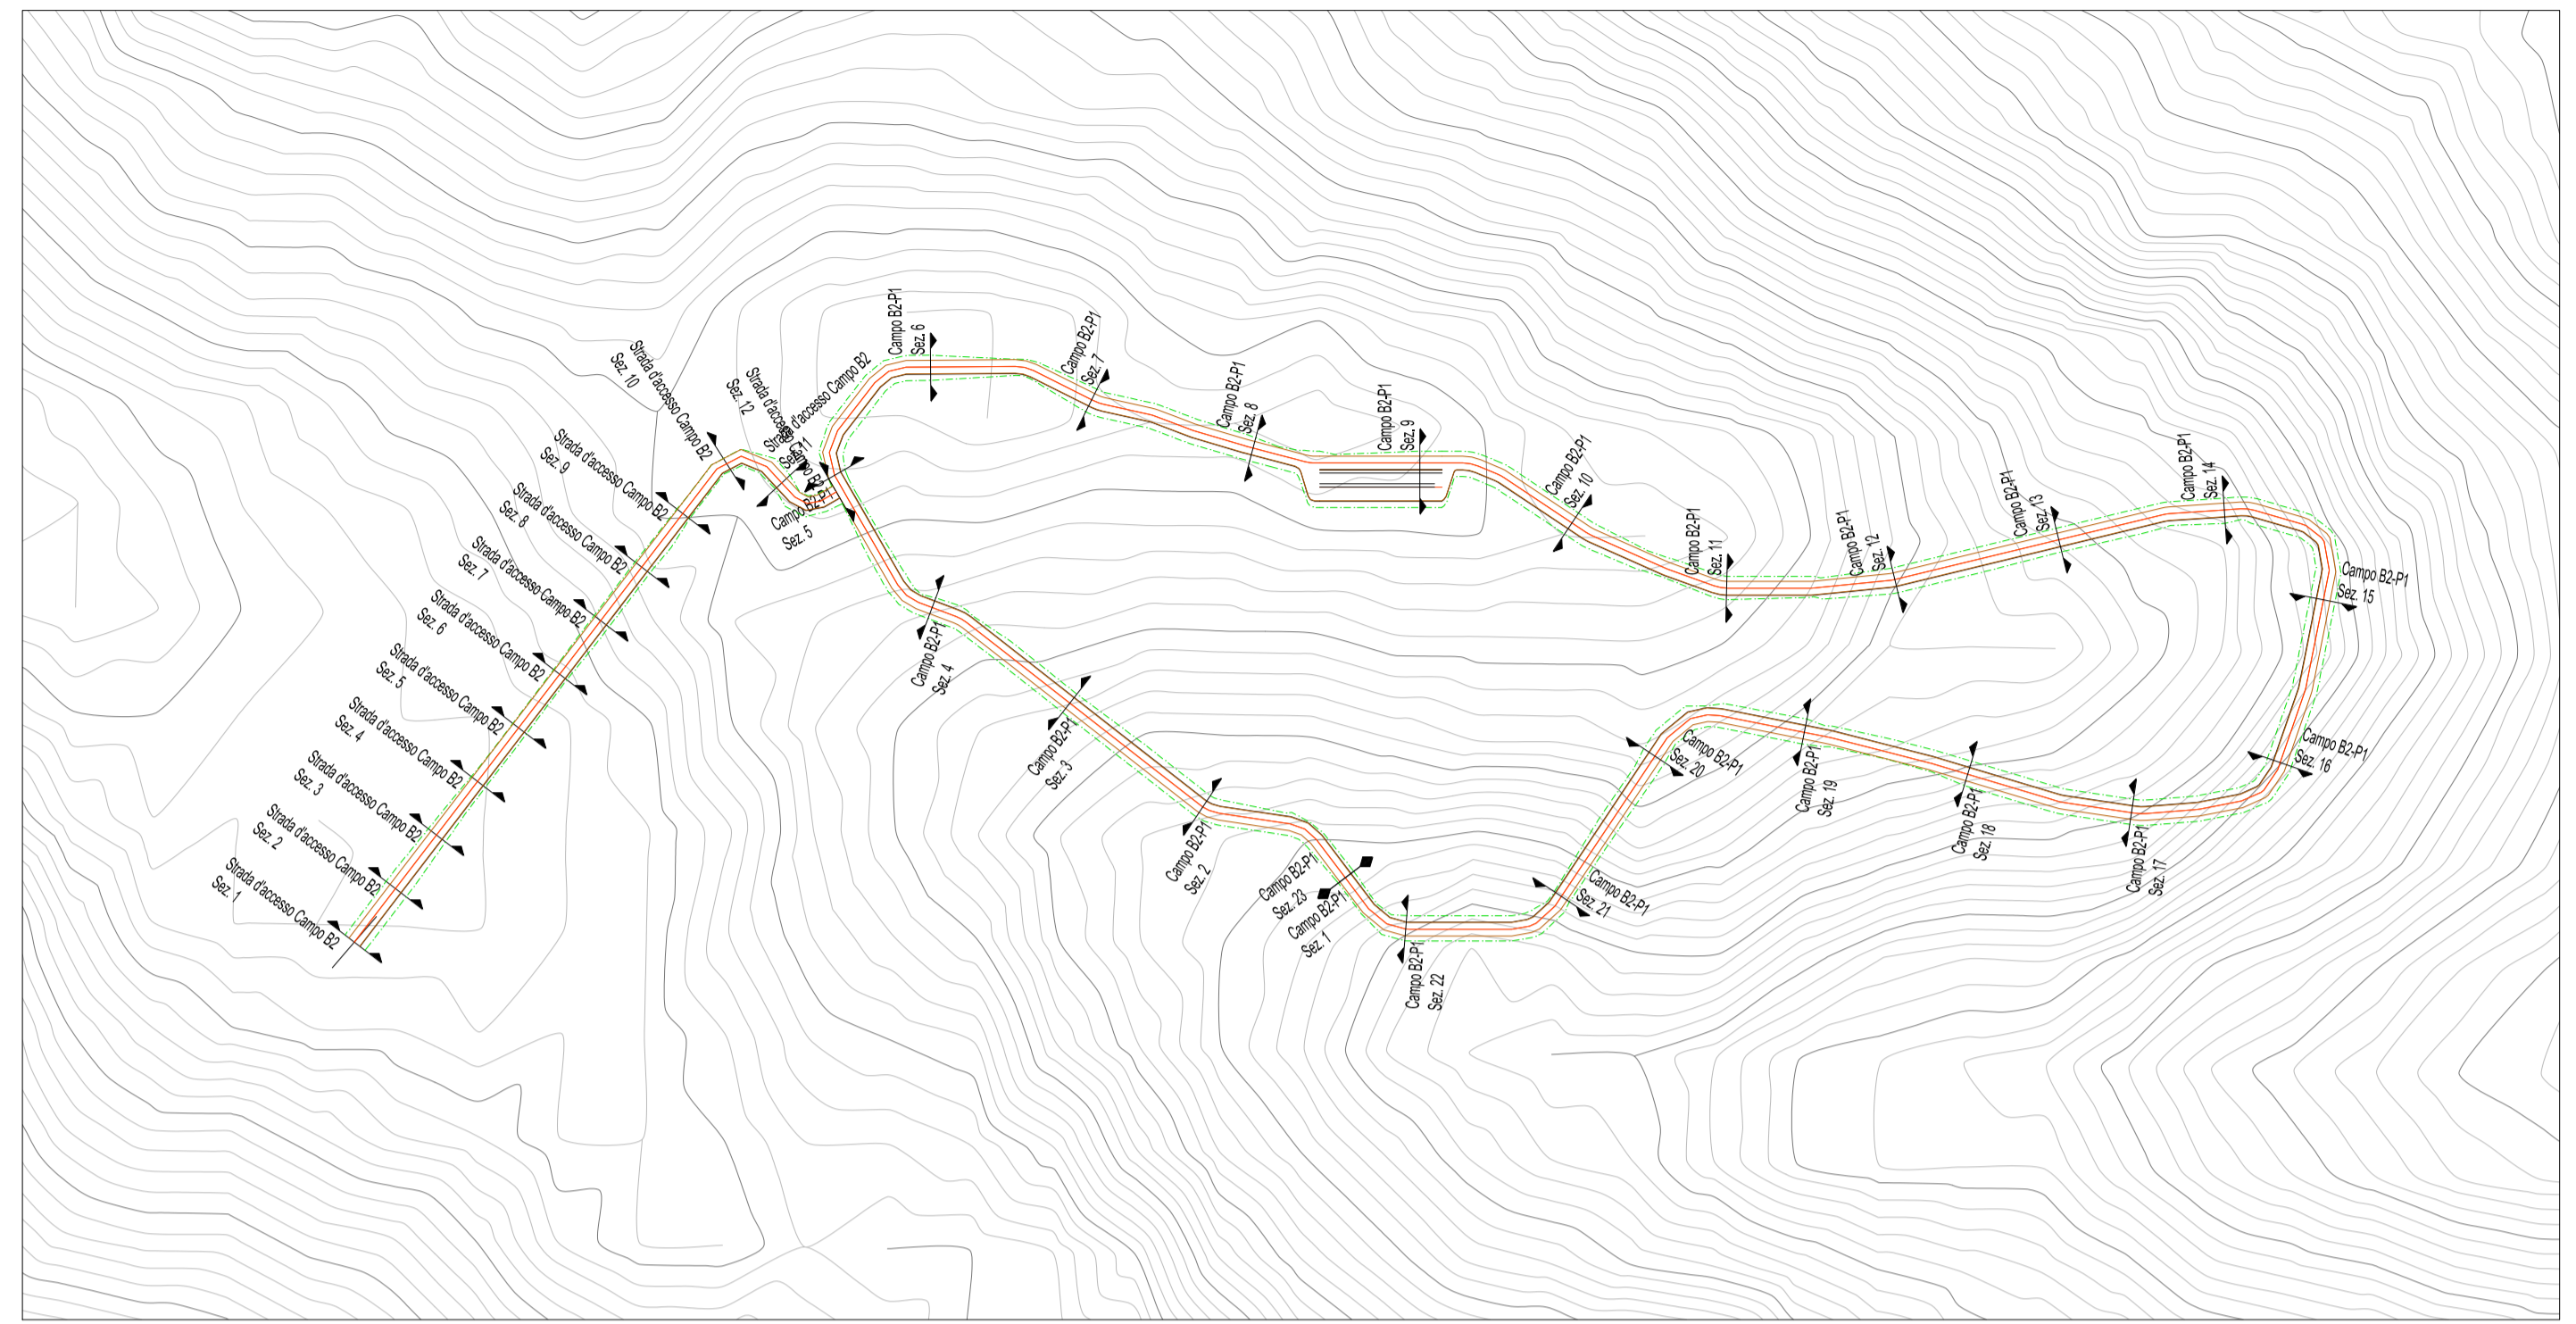 Strada d'accesso Campo B2
Sez. 1
Strada d'accesso Campo B2
Sez. 2
Strada d'accesso Campo B2
Sez. 3
Strada d'accesso Campo B2
Sez. 4
Strada d'accesso Campo B2
Sez. 5
Strada d'accesso Campo B2
Sez. 6
Strada d'accesso Campo B2
Sez. 7
Strada d'accesso Campo B2
Sez. 8
Strada d'accesso Campo B2
Sez. 9
Strada d'accesso Campo B2
Sez. 10
Strada d'accesso Campo B2
Sez. 11
Strada d'accesso Campo B2
Sez. 12
Campo B2-P1
Sez. 5
Campo B2-P1
Sez. 6
Campo B2-P1
Sez. 7
Campo B2-P1
Sez. 8
Campo B2-P1
Sez. 9
Campo B2-P1
Sez. 10
Campo B2-P1
Sez. 11
Campo B2-P1
Sez. 12
Campo B2-P1
Sez. 13
Campo B2-P1
Sez. 14
Campo B2-P1
Sez. 15
Campo B2-P1
Sez. 16
Campo B2-P1
Sez. 17
Campo B2-P1
Sez. 18
Campo B2-P1
Sez. 19
Campo B2-P1
Sez. 20
Campo B2-P1
Sez. 21
Campo B2-P1
Sez. 22
Campo B2-P1
Sez. 23
Campo B2-P1
Sez. 1
Campo B2-P1
Sez. 2
Campo B2-P1
Sez. 3
Campo B2-P1
Sez. 4